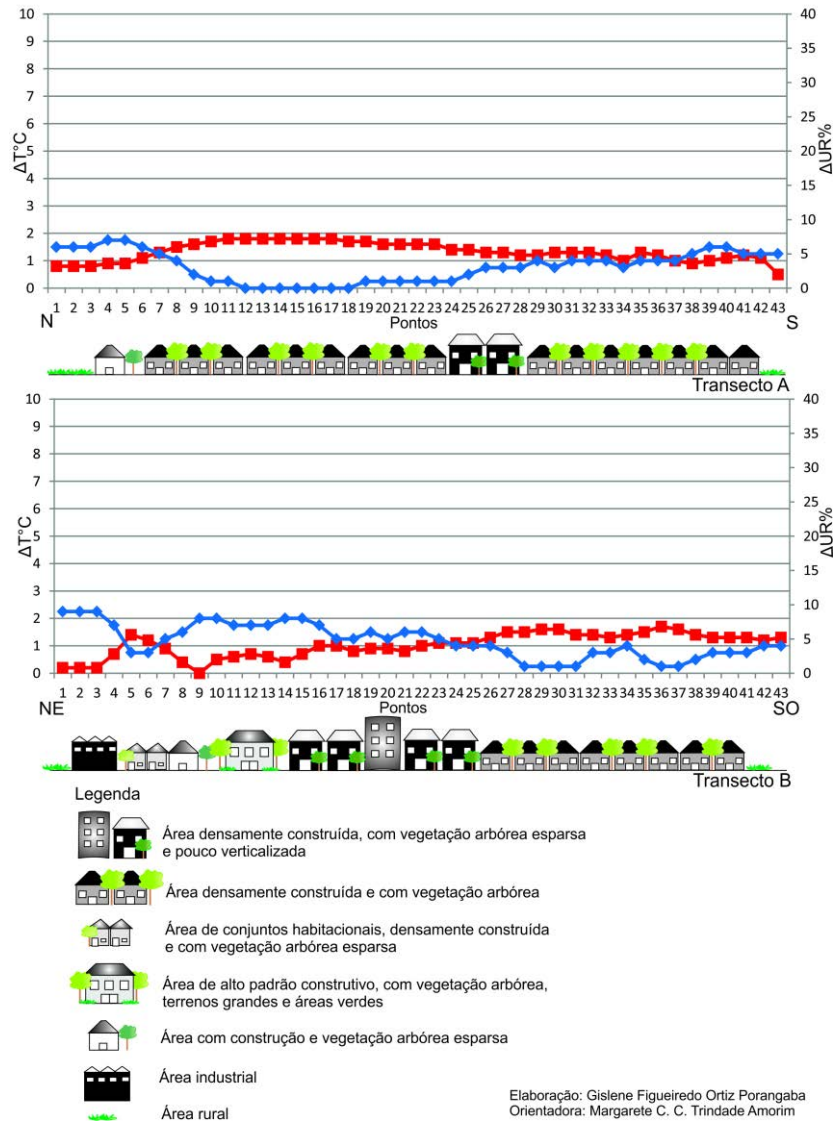 10
9
8
7
6
5
4
3
2
1
0
ΔT°C
40
35
30
25
20
15
10
5
0
ΔUR%
1 2 3 4 5 6 7 8 9 10 11 12 13 14 15 16 17 18 19 20 21 22 23 24 25 26 27 28 29 30 31 32 33 34 35 36 37 38 39 40 41 42 43
N Pontos S
Transecto A
10
9
8
7
6
5
4
3
2
1
0
ΔT°C
40
35
30
25
20
15
10
5
0
ΔUR%
1 2 3 4 5 6 7 8 9 10 11 12 13 14 15 16 17 18 19 20 21 22 23 24 25 26 27 28 29 30 31 32 33 34 35 36 37 38 39 40 41 42 43
NE Pontos SO
Transecto B
Legenda
Área densamente construída, com vegetação arbórea esparsa
e pouco verticalizada
Área densamente construída e com vegetação arbórea
Área de conjuntos habitacionais, densamente construída
e com vegetação arbórea esparsa
Área de alto padrão construtivo, com vegetação arbórea,
terrenos grandes e áreas verdes
Área com construção e vegetação arbórea esparsa
Área industrial
Área rural
Elaboração: Gislene Figueiredo Ortiz Porangaba
Orientadora: Margarete C. C. Trindade Amorim